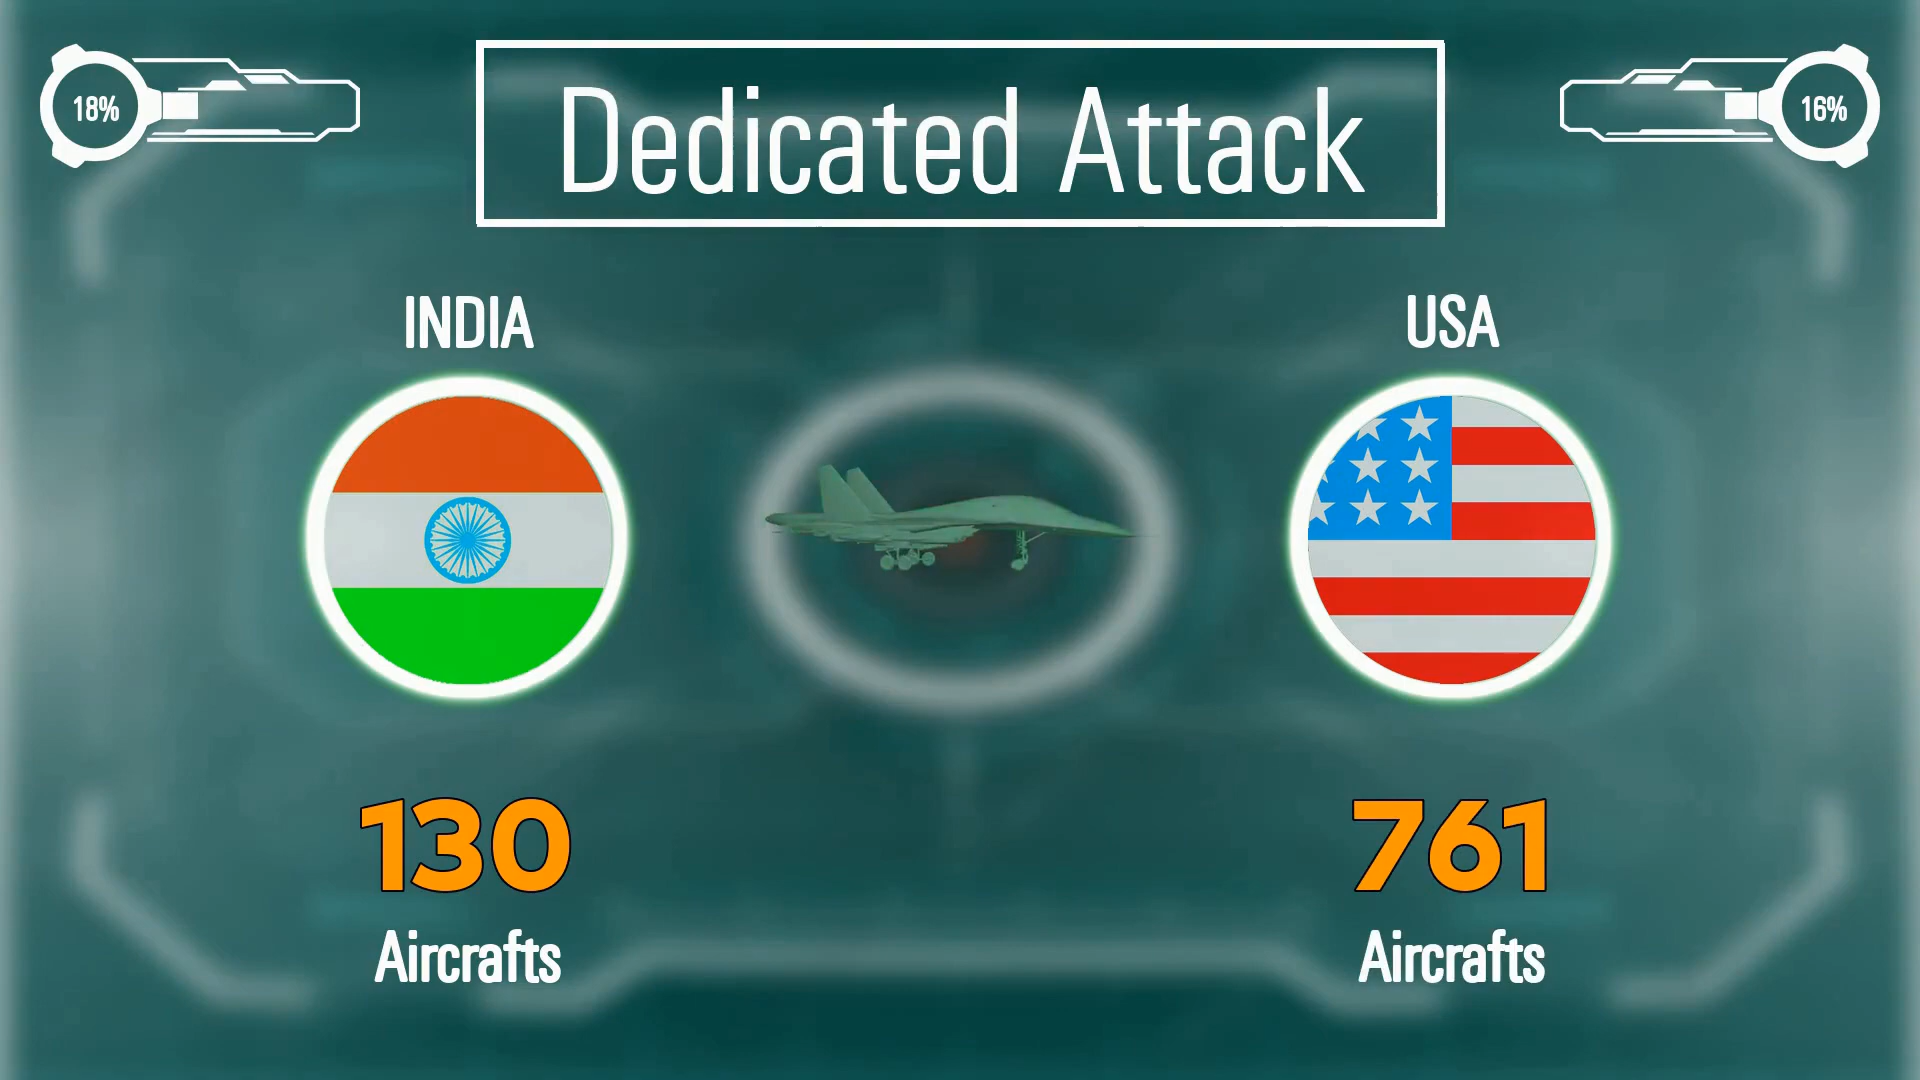 18%
Dedicated Attack
16%
INDIA
USA
130
761
Aircrafts
Aircrafts